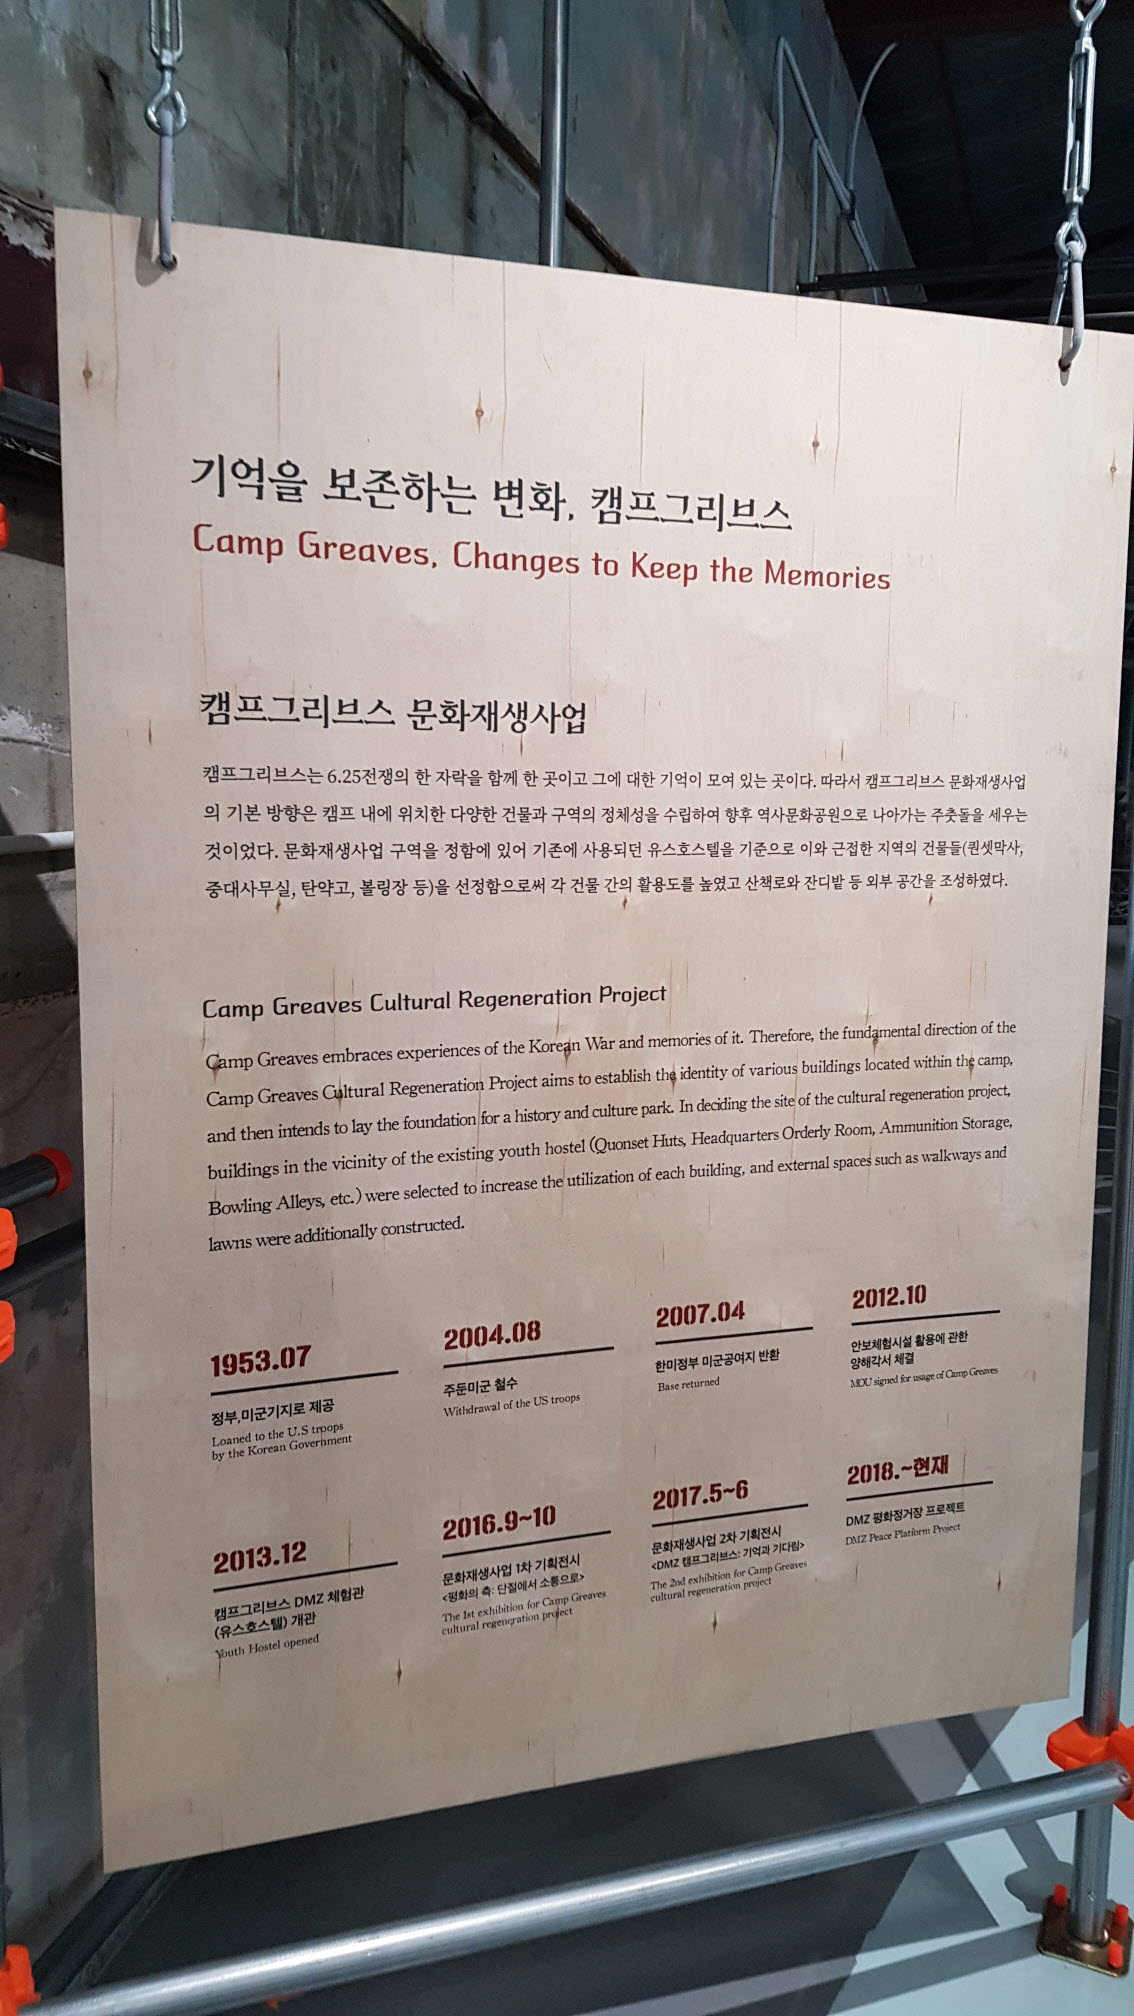 기억을 보존하는 변화, 캠프그리브스
Camp Greaves, Changes to Keep the Memories
캠프그리브스 문화재생사업
캠프그리브스는 6.25전쟁의 한 자락을 함께 한 곳이고 그에 대한 기억이 모여 있는 곳이다. 따라서 캠프그리브스 문화재생사업
의 기본 방향은 캠프 내에 위치한 다양한 건물과 구역의 정체성을 수립하여 향후 역사문화공원으로 나아가는 주춧돌을 세우는
것이었다. 문화재생사업 구역을 정함에 있어 기존에 사용되던 유스호스텔을 기준으로 이와 근접한 지역의 건물들(퀀셋막사,
중대사무실, 탄약고, 볼링장 등)을 선정함으로써 각 건물 간의 활용도를 높였고 산책로와 잔디밭 등 외부 공간을 조성하였다.
Camp Greaves Cultural Regeneration Project
Camp Greaves embraces experiences of the Korean War and memories of it. Therefore, the fundamental direction of the
Camp Greaves Cultural Regeneration Project aims to establish the identity of various buildings located within the camp,
and then intends to lay the foundation for a history and culture park. In deciding the site of the cultural regeneration project,
buildings in the vicinity of the existing youth hostel (Quonset Huts, Headquarters Orderly Room, Ammunition Storage,
Bowling Alleys, etc.) were selected to increase the utilization of each building, and external spaces such as walkways and
lawns were additionally constructed.
1953.07
정부,미군기지로 제공
Loaned to the U.S troops
by the Korean Government
2004.08
주둔미군 철수
Withdrawal of the US troops
2007.04
한미정부 미군공여지 반환
Base returned
2012.10
안보체험시설 활용에 관한
양해각서 체결
MOU signed for usage of Camp Greaves
2013.12
캠프그리브스 DMZ 체험관
(유스호스텔) 개관
Youth Hostel opened
2016.9~10
문화재생사업 1차 기획전시
<평화의 축: 단절에서 소통으로>
The 1st exhibition for Camp Greaves
cultural regeneration project
2017.5~6
문화재생사업 2차 기획전시
<DMZ 캠프그리브스: 기억과 기다림>
The 2nd exhibition for Camp Greaves
cultural regeneration project
2018.~현재
DMZ 평화정거장 프로젝트
DMZ Peace Platform Project